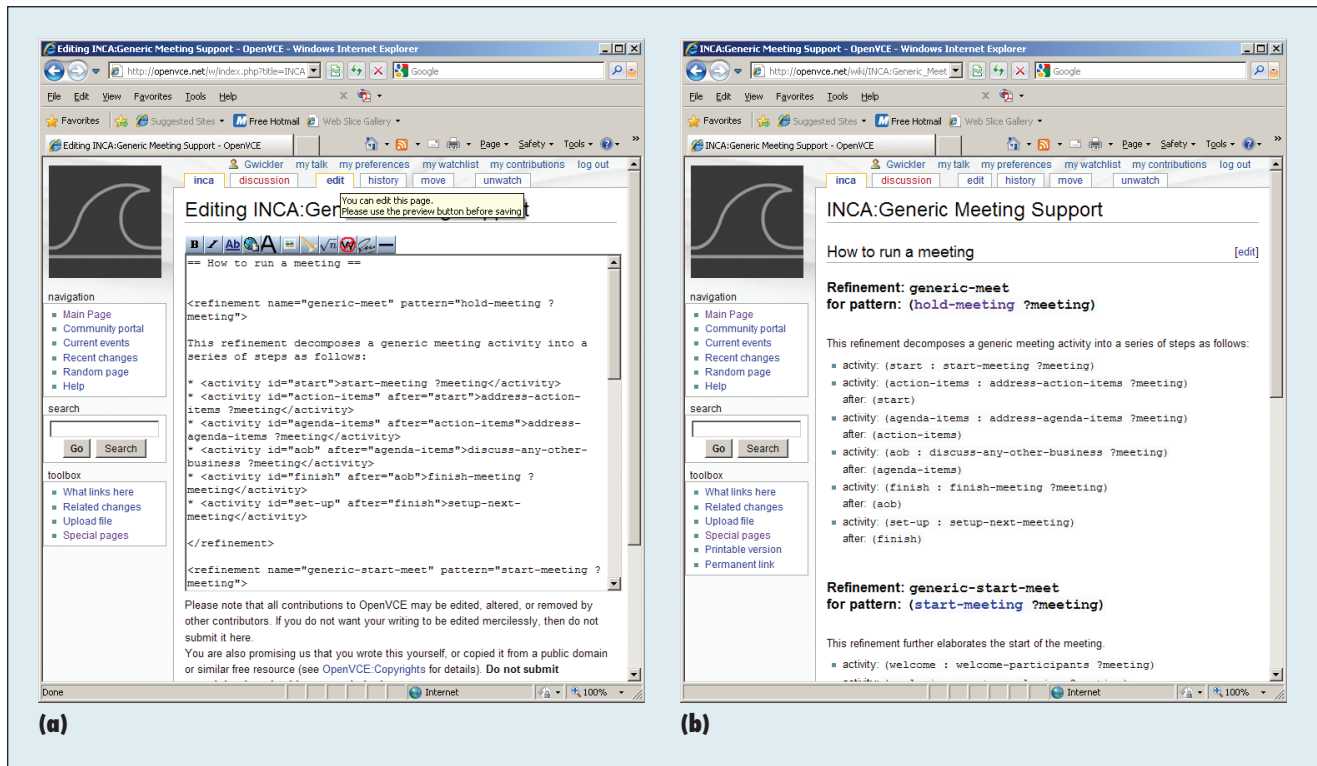 Editing INCA:Generic Meeting Support - OpenVCE - Windows Internet Explorer
http://openvce.net/w/index.php?title=INCA
Google
File Edit View Favorites Tools Help
Favorites Suggested Sites Free Hotmail Web Slice Gallery
Editing INCA:Generic Meeting Support - OpenVCE
Page Safety Tools »
Gwickler my talk my preferences my watchlist my contributions log out
inca discussion edit history move unwatch
You can edit this page.
Please use the preview button before saving
Editing INCA:Gen t
B I Ab A √n W
navigation
Main Page
Community portal
Current events
Recent changes
Random page
Help
search
Go Search
toolbox
What links here
Related changes
Upload file
Special pages
== How to run a meeting ==
<refinement name="generic-meet" pattern="hold-meeting ?
meeting">
This refinement decomposes a generic meeting activity into a
series of steps as follows:
* <activity id="start">start-meeting ?meeting</activity>
* <activity id="action-items" after="start">address-action-
items ?meeting</activity>
* <activity id="agenda-items" after="action-items">address-
agenda-items ?meeting</activity>
* <activity id="aob" after="agenda-items">discuss-any-other-
business ?meeting</activity>
* <activity id="finish" after="aob">finish-meeting ?
meeting</activity>
* <activity id="set-up" after="finish">setup-next-
meeting</activity>
</refinement>
<refinement name="generic-start-meet" pattern="start-meeting ?
meeting">
Please note that all contributions to OpenVCE may be edited, altered, or removed by
other contributors. If you do not want your writing to be edited mercilessly, then do not
submit it here.
You are also promising us that you wrote this yourself, or copied it from a public domain
or similar free resource (see OpenVCE:Copyrights for details). Do not submit
Done Internet 100%
(a)
INCA:Generic Meeting Support - OpenVCE - Windows Internet Explorer
http://openvce.net/wiki/INCA:Generic_Meet
Google
File Edit View Favorites Tools Help
Favorites Suggested Sites Free Hotmail Web Slice Gallery
INCA:Generic Meeting Support - OpenVCE
Page Safety Tools »
Gwickler my talk my preferences my watchlist my contributions log out
inca discussion edit history move unwatch
navigation
Main Page
Community portal
Current events
Recent changes
Random page
Help
search
Go Search
toolbox
What links here
Related changes
Upload file
Special pages
Printable version
Permanent link
INCA:Generic Meeting Support
How to run a meeting [edit]
Refinement: generic-meet
for pattern: (hold-meeting ?meeting)
This refinement decomposes a generic meeting activity into a series of steps as follows:
activity: (start : start-meeting ?meeting)
activity: (action-items : address-action-items ?meeting)
after: (start)
activity: (agenda-items : address-agenda-items ?meeting)
after: (action-items)
activity: (aob : discuss-any-other-business ?meeting)
after: (agenda-items)
activity: (finish : finish-meeting ?meeting)
after: (aob)
activity: (set-up : setup-next-meeting)
after: (finish)
Refinement: generic-start-meet
for pattern: (start-meeting ?meeting)
This refinement further elaborates the start of the meeting.
activity: (welcome : welcome-participants ?meeting)
Internet 100%
(b)